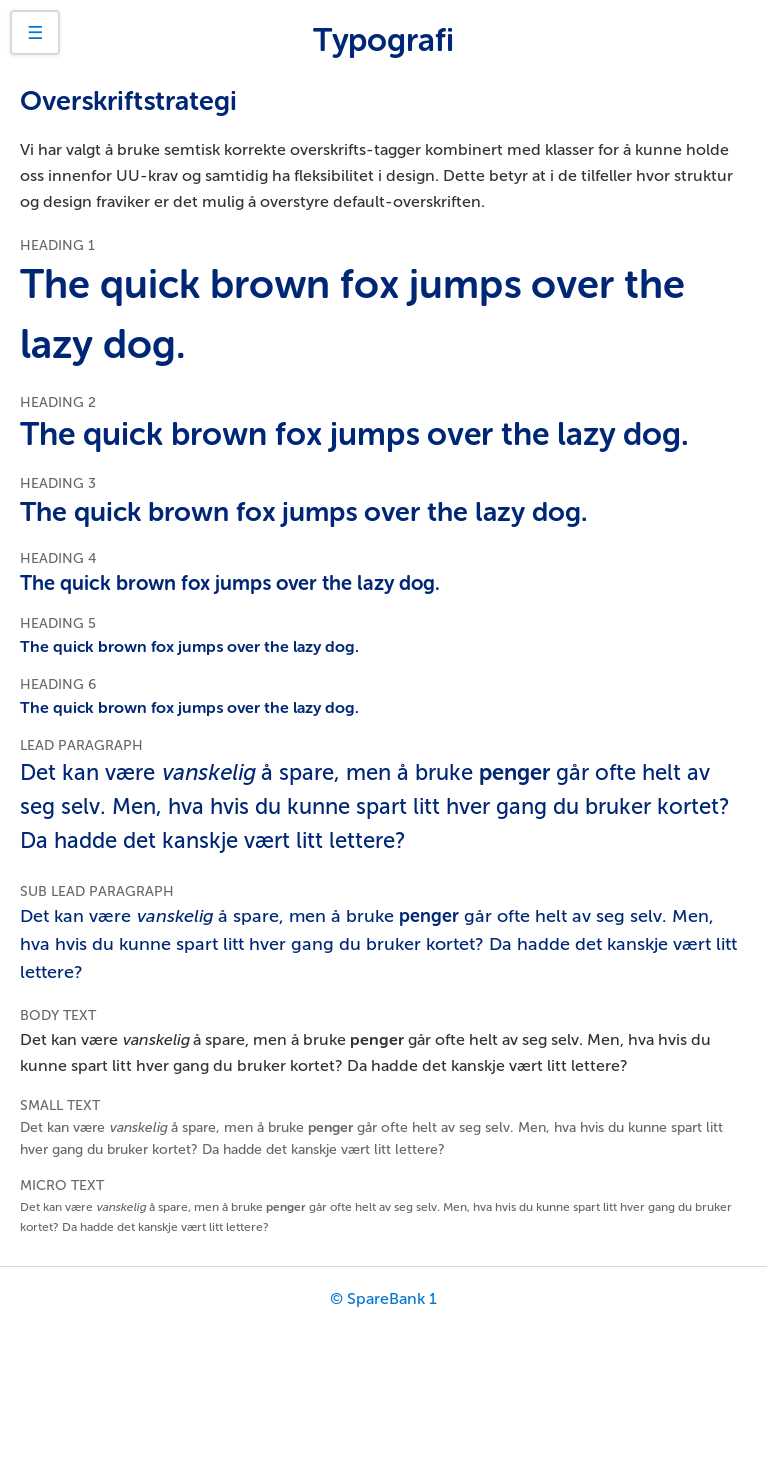 ☰
Typografi
Overskriftstrategi
Vi har valgt å bruke semtisk korrekte overskrifts-tagger kombinert med klasser for å kunne holde
oss innenfor UU-krav og samtidig ha fleksibilitet i design. Dette betyr at i de tilfeller hvor struktur
og design fraviker er det mulig å overstyre default-overskriften.
HEADING 1
The quick brown fox jumps over the
lazy dog.
HEADING 2
The quick brown fox jumps over the lazy dog.
HEADING 3
The quick brown fox jumps over the lazy dog.
HEADING 4
The quick brown fox jumps over the lazy dog.
HEADING 5
The quick brown fox jumps over the lazy dog.
HEADING 6
The quick brown fox jumps over the lazy dog.
LEAD PARAGRAPH
Det kan være vanskelig å spare, men å bruke penger går ofte helt av
seg selv. Men, hva hvis du kunne spart litt hver gang du bruker kortet?
Da hadde det kanskje vært litt lettere?
SUB LEAD PARAGRAPH
Det kan være vanskelig å spare, men å bruke penger går ofte helt av seg selv. Men,
hva hvis du kunne spart litt hver gang du bruker kortet? Da hadde det kanskje vært litt
lettere?
BODY TEXT
Det kan være vanskelig å spare, men å bruke penger går ofte helt av seg selv. Men, hva hvis du
kunne spart litt hver gang du bruker kortet? Da hadde det kanskje vært litt lettere?
SMALL TEXT
Det kan være vanskelig å spare, men å bruke penger går ofte helt av seg selv. Men, hva hvis du kunne spart litt
hver gang du bruker kortet? Da hadde det kanskje vært litt lettere?
MICRO TEXT
Det kan være vanskelig å spare, men å bruke penger går ofte helt av seg selv. Men, hva hvis du kunne spart litt hver gang du bruker
kortet? Da hadde det kanskje vært litt lettere?
© SpareBank 1